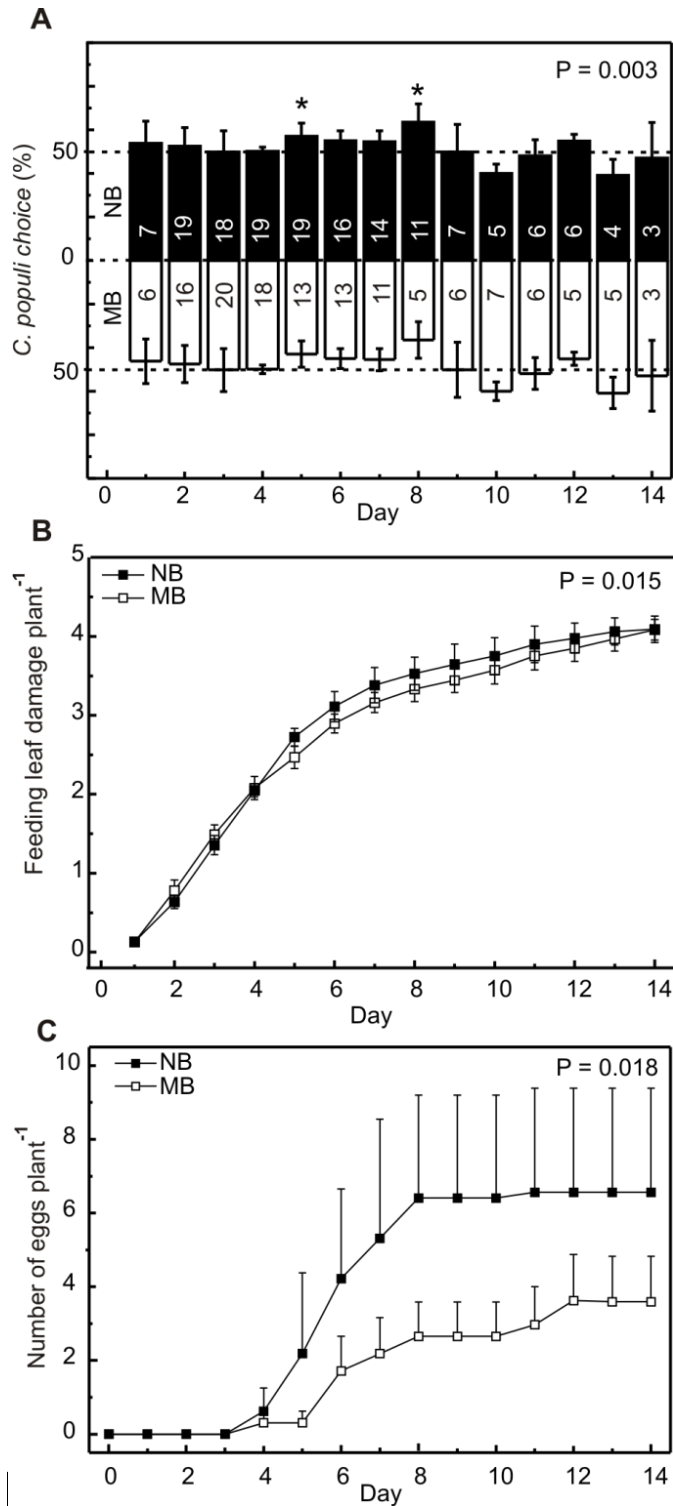 A
P = 0.003
* *
C. populi choice (%)
NB
MB
50
0
50
7 19 18 19 19 16 14 11 7 5 6 6 4 3
6 16 20 18 13 13 11 5 6 7 6 5 5 3
0 2 4 6 8 10 12 14
Day
B
NB
MB
P = 0.015
Feeding leaf damage plant⁻¹
5
4
3
2
1
0
0 2 4 6 8 10 12 14
Day
C
NB
MB
P = 0.018
Number of eggs plant⁻¹
10
8
6
4
2
0
0 2 4 6 8 10 12 14
Day